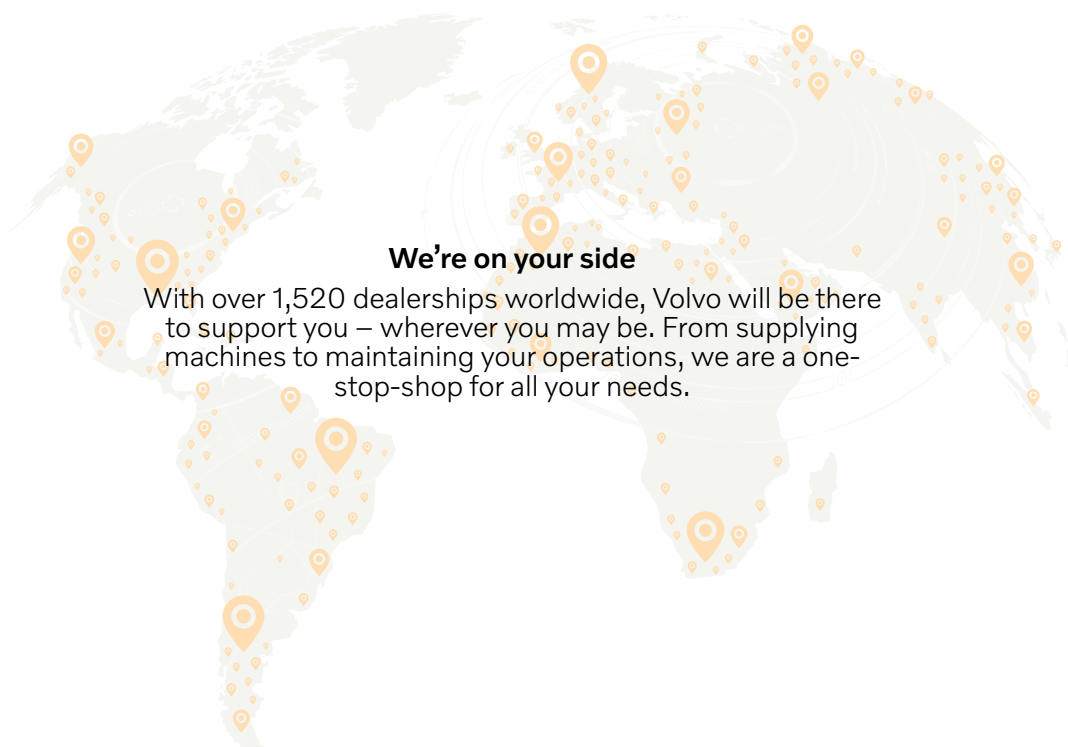 We’re on your side
With over 1,520 dealerships worldwide, Volvo will be there
to support you – wherever you may be. From supplying
machines to maintaining your operations, we are a one-
stop-shop for all your needs.